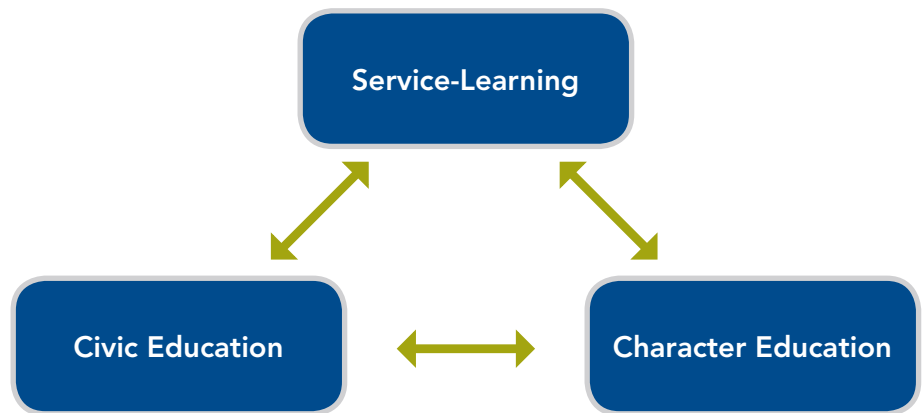 Service-Learning
Civic Education
Character Education